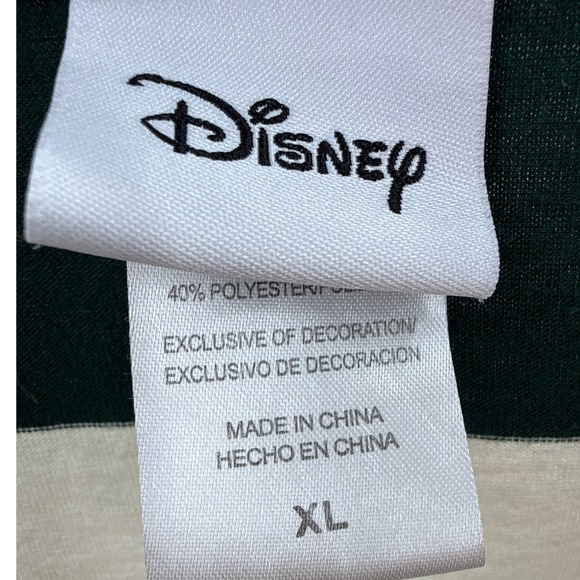 Disney
40% POLYESTER/
EXCLUSIVE OF DECORATION/
EXCLUSIVO DE DECORACION
MADE IN CHINA
HECHO EN CHINA
XL